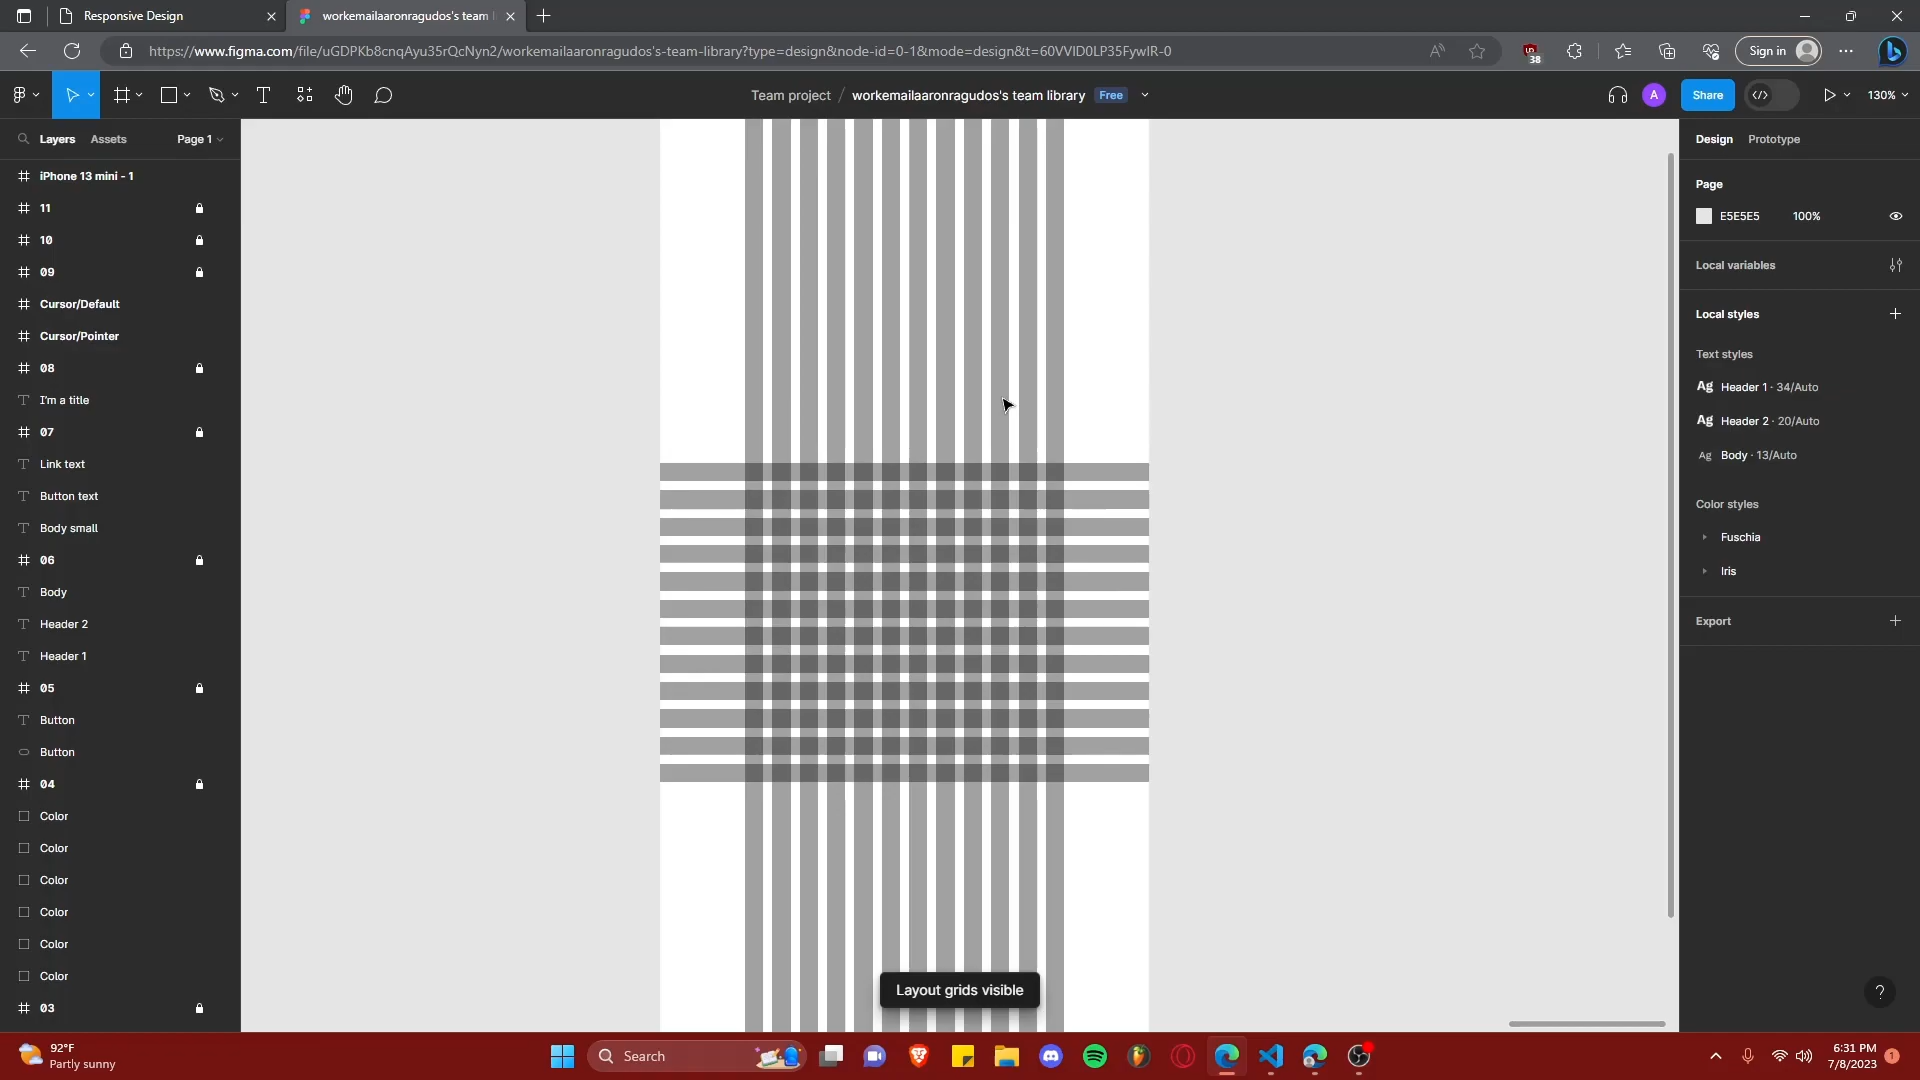 Responsive Design
workemailaaronragudos's team l
https://www.figma.com/file/uGDPKb8cnqAyu35rQcNyn2/workemailaaronragudos's-team-library?type=design&node-id=0-1&mode=design&t=60VVID0LP35FywIR-0
38
Sign in
Team project / workemailaaronragudos's team library Free
A
Share
130%
Layers Assets Page 1
iPhone 13 mini - 1
11
10
09
Cursor/Default
Cursor/Pointer
08
I'm a title
07
Link text
Button text
Body small
06
Body
Header 2
Header 1
05
Button
Button
04
Color
Color
Color
Color
Color
Color
03
Layout grids visible
Design Prototype
Page
E5E5E5 100%
Local variables
Local styles
Text styles
Ag Header 1 · 34/Auto
Ag Header 2 · 20/Auto
Ag Body · 13/Auto
Color styles
Fuschia
Iris
Export
?
92°F
Partly sunny
Search
6:31 PM
7/8/2023
1